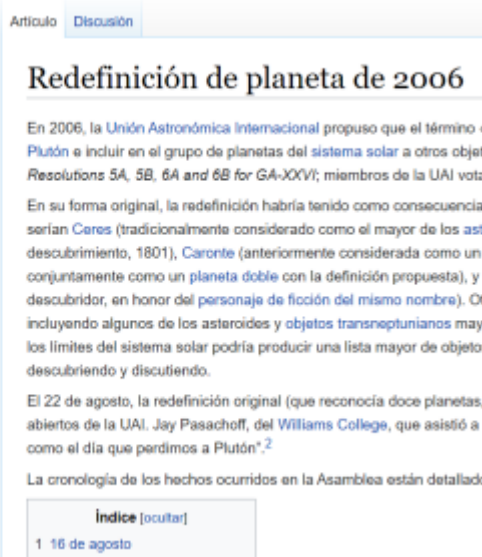 Artículo Discusión
Redefinición de planeta de 2006
En 2006, la Unión Astronómica Internacional propuso que el término
Plutón e incluir en el grupo de planetas del sistema solar a otros obje
Resolutions 5A, 5B, 6A and 6B for GA-XXVI; miembros de la UAI vota
En su forma original, la redefinición habría tenido como consecuencia
serían Ceres (tradicionalmente considerado como el mayor de los ast
descubrimiento, 1801), Caronte (anteriormente considerada como un
conjuntamente como un planeta doble con la definición propuesta), y
descubridor, en honor del personaje de ficción del mismo nombre). Ot
incluyendo algunos de los asteroides y objetos transneptunianos may
los límites del sistema solar podría producir una lista mayor de objeto
descubriendo y discutiendo.
El 22 de agosto, la redefinición original (que reconocía doce planetas,
abiertos de la UAI. Jay Pasachoff, del Williams College, que asistió a
como el día que perdimos a Plutón".2
La cronología de los hechos ocurridos en la Asamblea están detallado
Índice [ocultar]
1 16 de agosto